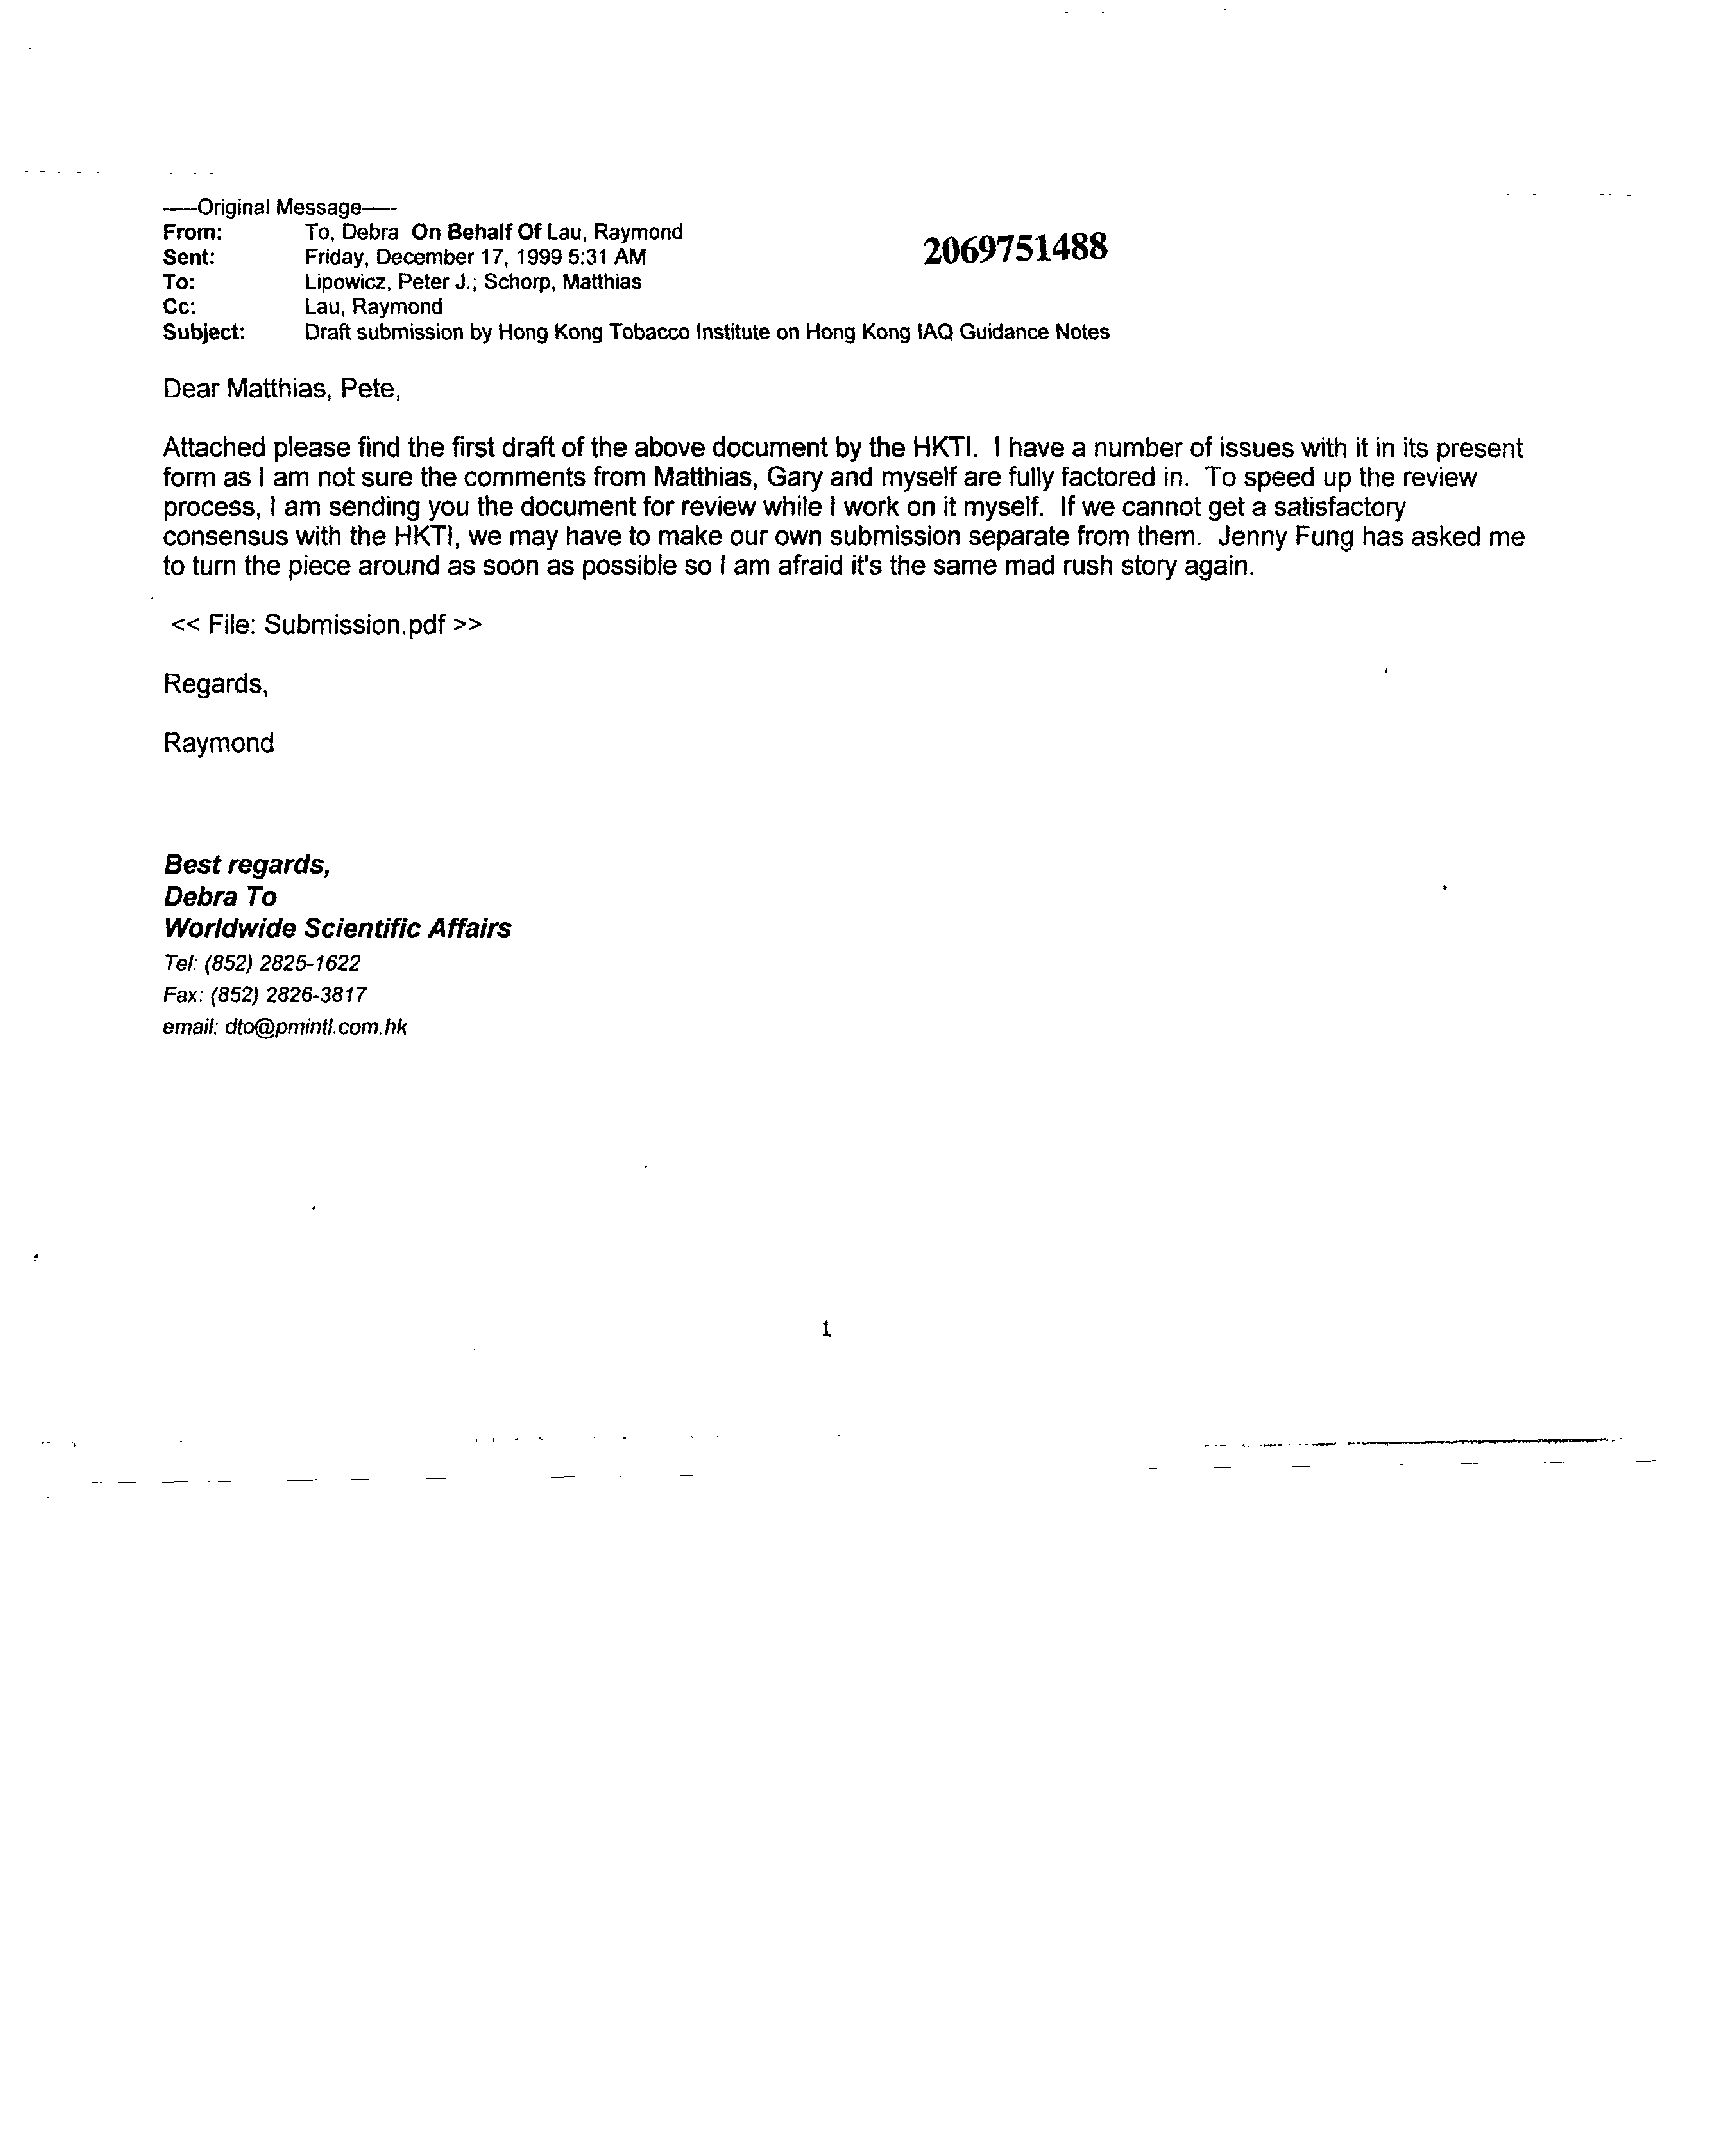 -----Original Message-----
From: To, Debra On Behalf Of Lau, Raymond
Sent: Friday, December 17, 1999 5:31 AM
2069751488
To: Lipowicz, Peter J.; Schorp, Matthias
Cc: Lau, Raymond
Subject: Draft submission by Hong Kong Tobacco Institute on Hong Kong IAQ Guidance Notes
Dear Matthias, Pete,
Attached please find the first draft of the above document by the HKTI. I have a number of issues with it in its present
form as I am not sure the comments from Matthias, Gary and myself are fully factored in. To speed up the review
process, I am sending you the document for review while I work on it myself. If we cannot get a satisfactory
consensus with the HKTI, we may have to make our own submission separate from them. Jenny Fung has asked me
to turn the piece around as soon as possible so I am afraid it's the same mad rush story again.
<< File: Submission.pdf >>
Regards,
Raymond
Best regards,
Debra To
Worldwide Scientific Affairs
Tel: (852) 2825-1622
Fax: (852) 2826-3817
email: dto@pmintl.com.hk
1